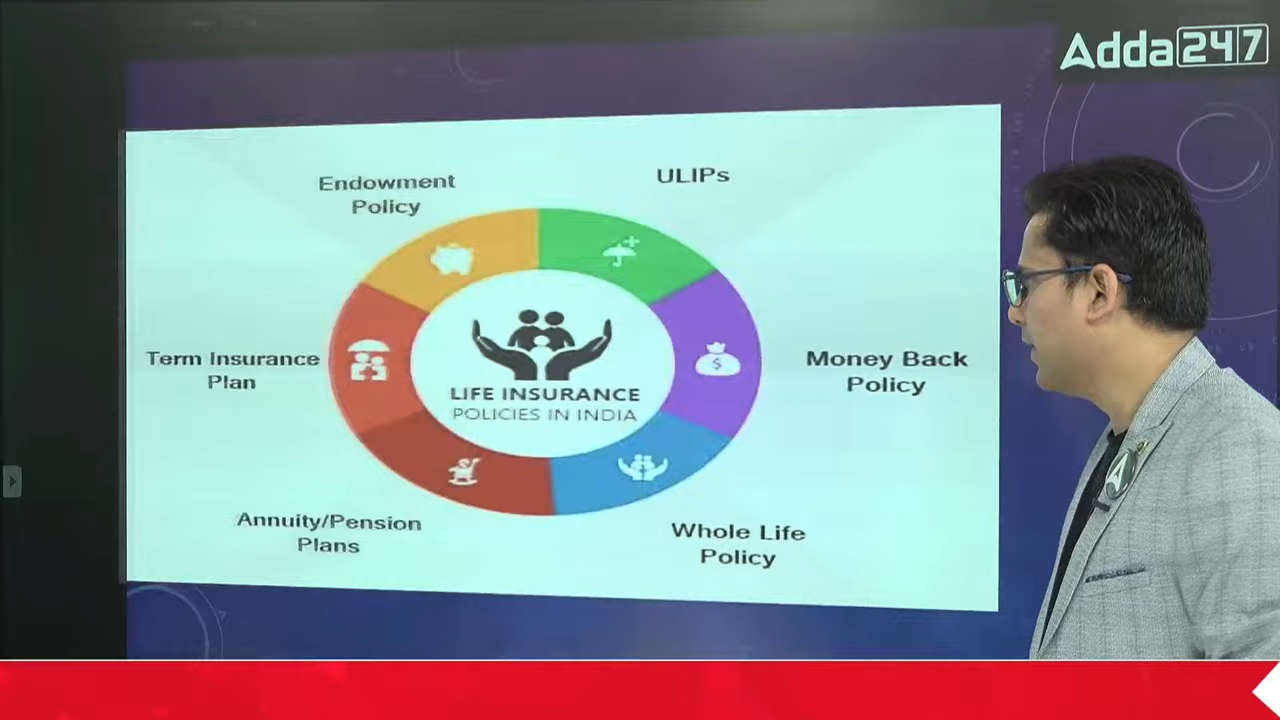 Adda247
Endowment
Policy
ULIPs
Term Insurance
Plan
LIFE INSURANCE
POLICIES IN INDIA
Money Back
Policy
Annuity/Pension
Plans
Whole Life
Policy